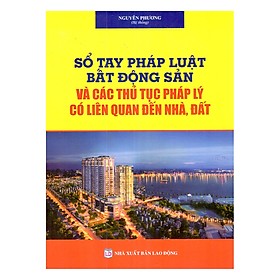 NGUYỄN PHƯƠNG
(Hệ thống)
SỔ TAY PHÁP LUẬT
BẤT ĐỘNG SẢN
VÀ CÁC THỦ TỤC PHÁP LÝ
CÓ LIÊN QUAN ĐẾN NHÀ, ĐẤT
NHÀ XUẤT BẢN LAO ĐỘNG